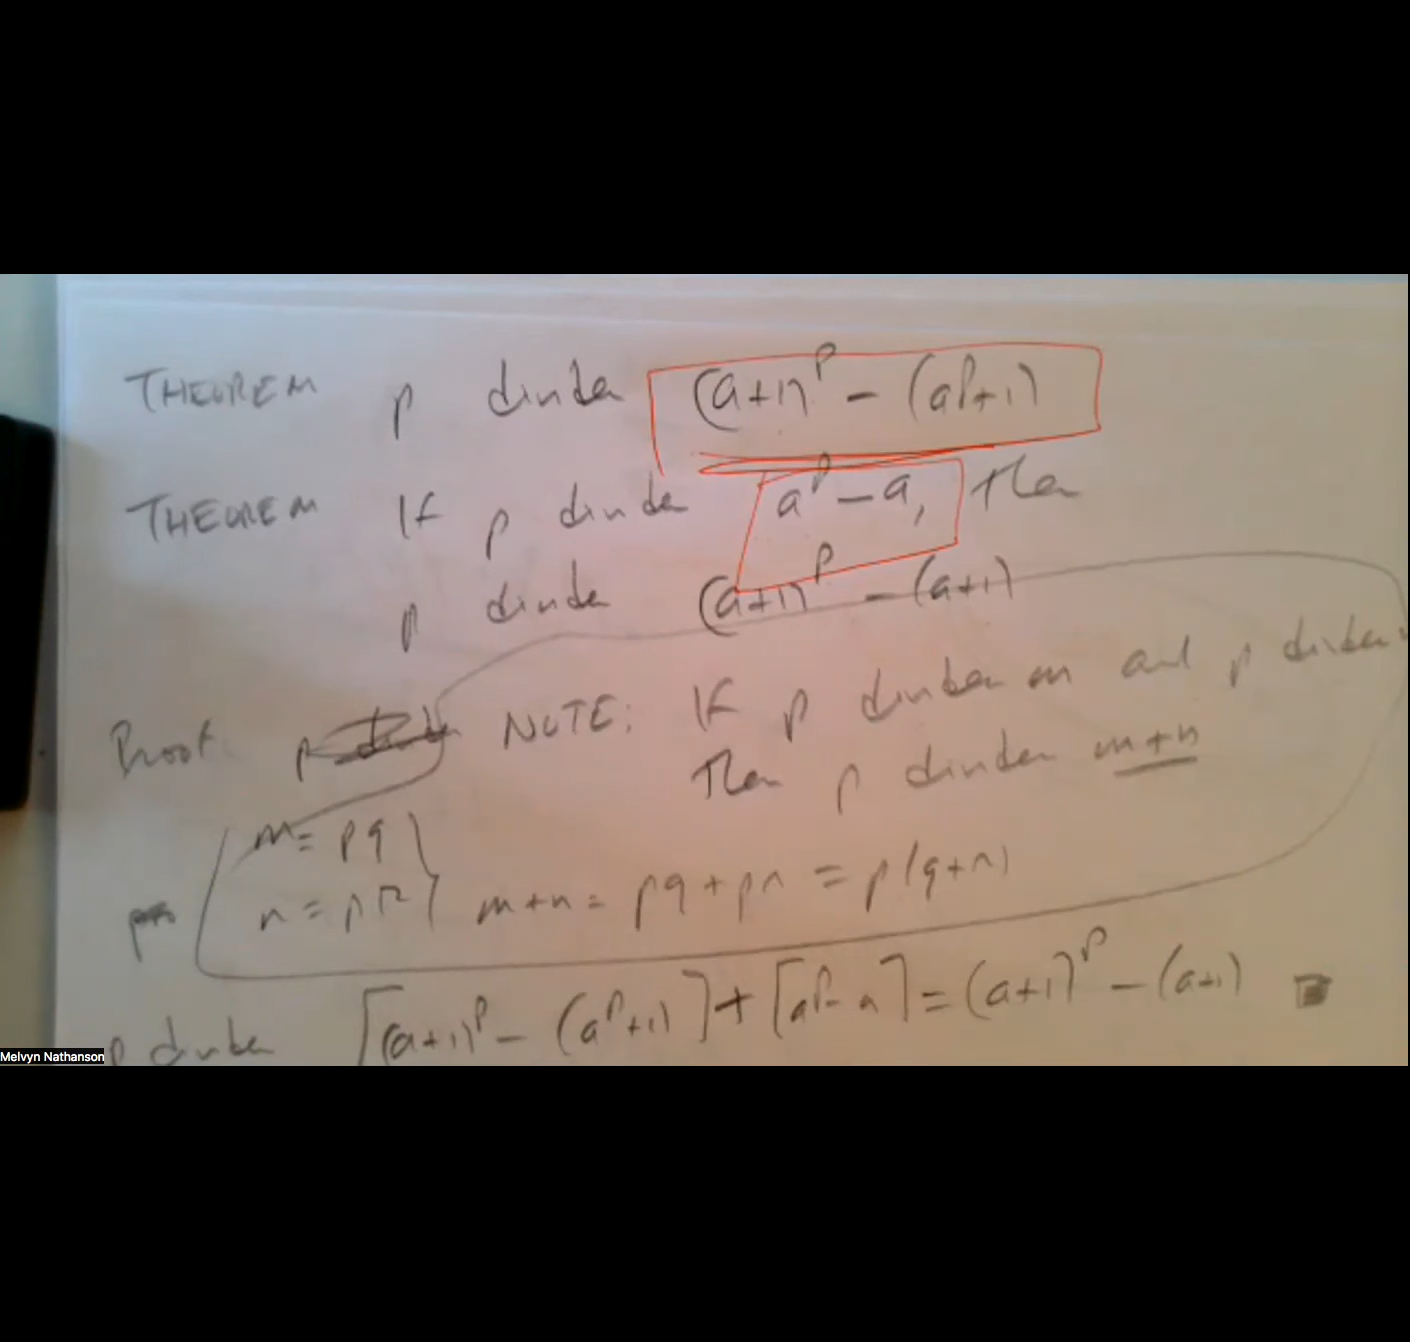 THEOREM p divides (a+1)^p - (a^p+1)
THEOREM If p divides a^p - a, then
p divides (a+1)^p - (a+1)
Proof. p NOTE: If p divides m and p divides
Then p divides m+n
m = pq
n = pr } m+n = pq + pr = p(q+r)
p divides [(a+1)^p - (a^p+1)] + [a^p - a] = (a+1)^p - (a+1) ■
Melvyn Nathanson